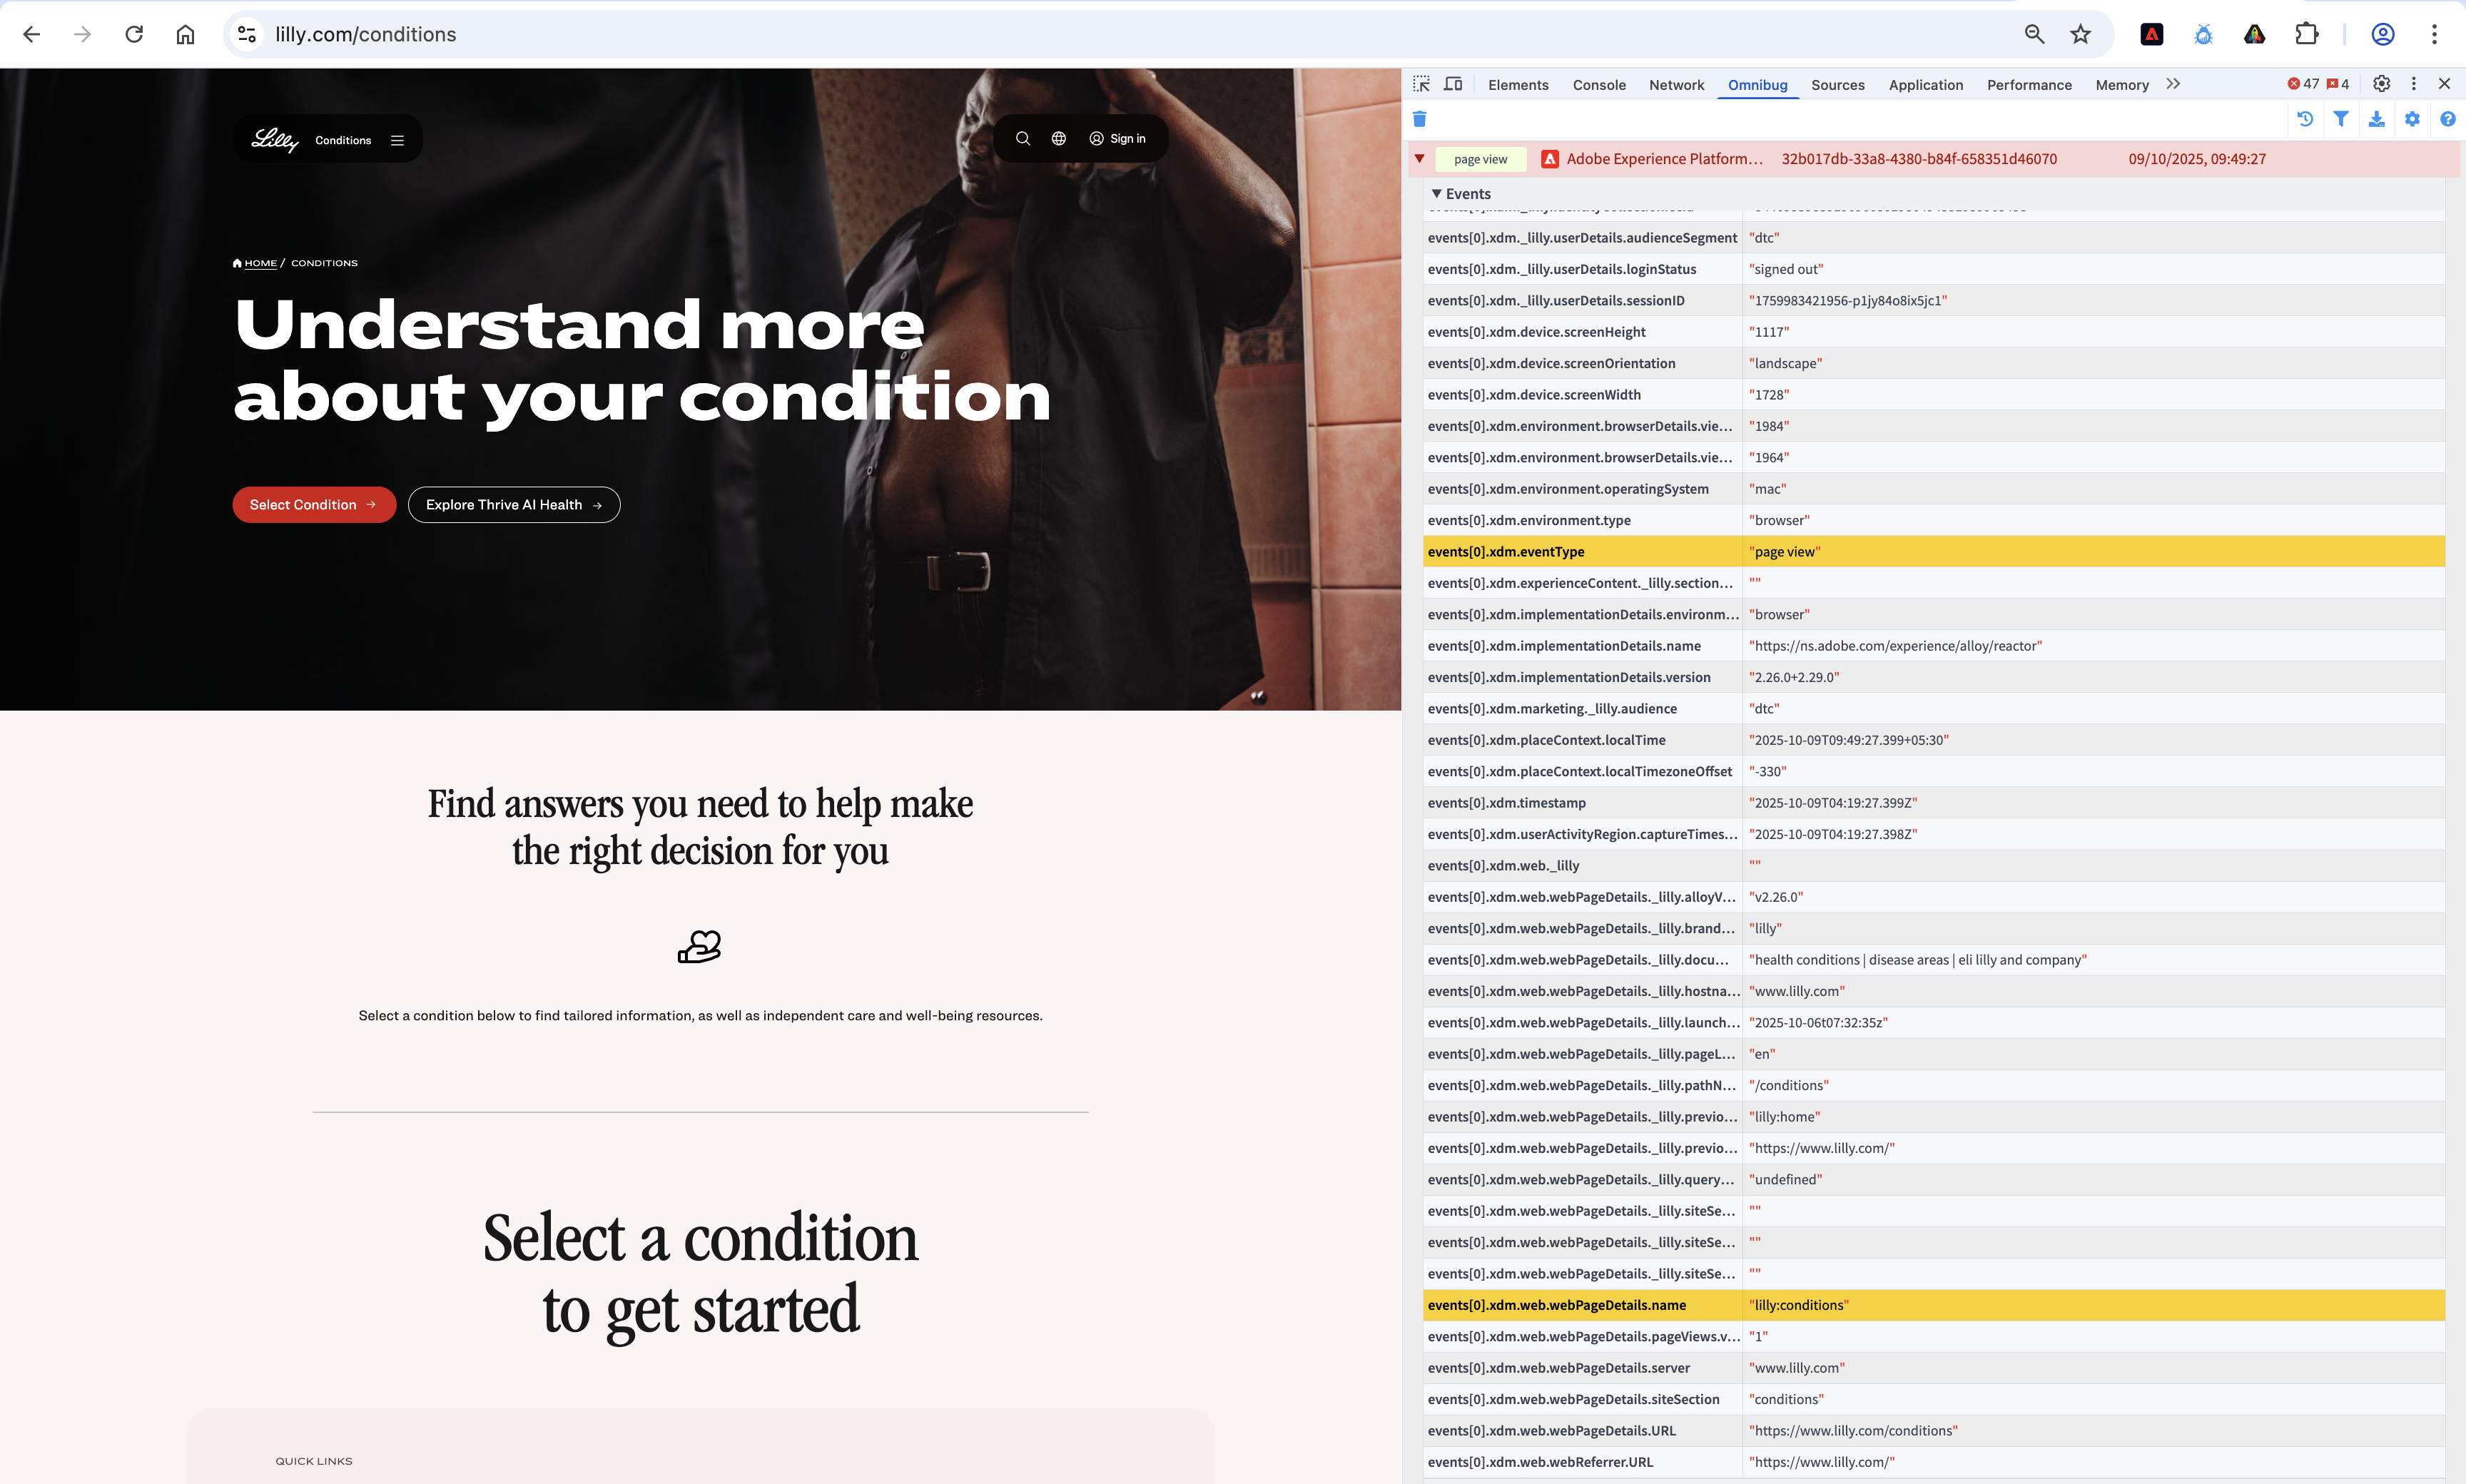 lilly.com/conditions
Elements Console Network Omnibug Sources Application Performance Memory 47 4
Lilly Conditions
Sign in
HOME / CONDITIONS
Understand more
about your condition
Select Condition →
Explore Thrive AI Health →
Find answers you need to help make
the right decision for you
Select a condition below to find tailored information, as well as independent care and well-being resources.
Select a condition
to get started
QUICK LINKS
page view Adobe Experience Platform… 32b017db-33a8-4380-b84f-658351d46070 09/10/2025, 09:49:27
Events
events[0].xdm._lilly.userDetails.audienceSegment "dtc"
events[0].xdm._lilly.userDetails.loginStatus "signed out"
events[0].xdm._lilly.userDetails.sessionID "1759983421956-p1jy84o8ix5jc1"
events[0].xdm.device.screenHeight "1117"
events[0].xdm.device.screenOrientation "landscape"
events[0].xdm.device.screenWidth "1728"
events[0].xdm.environment.browserDetails.vie… "1984"
events[0].xdm.environment.browserDetails.vie… "1964"
events[0].xdm.environment.operatingSystem "mac"
events[0].xdm.environment.type "browser"
events[0].xdm.eventType "page view"
events[0].xdm.experienceContent._lilly.section… ""
events[0].xdm.implementationDetails.environm… "browser"
events[0].xdm.implementationDetails.name "https://ns.adobe.com/experience/alloy/reactor"
events[0].xdm.implementationDetails.version "2.26.0+2.29.0"
events[0].xdm.marketing._lilly.audience "dtc"
events[0].xdm.placeContext.localTime "2025-10-09T09:49:27.399+05:30"
events[0].xdm.placeContext.localTimezoneOffset "-330"
events[0].xdm.timestamp "2025-10-09T04:19:27.399Z"
events[0].xdm.userActivityRegion.captureTimes… "2025-10-09T04:19:27.398Z"
events[0].xdm.web._lilly ""
events[0].xdm.web.webPageDetails._lilly.alloyV… "v2.26.0"
events[0].xdm.web.webPageDetails._lilly.brand… "lilly"
events[0].xdm.web.webPageDetails._lilly.docu… "health conditions | disease areas | eli lilly and company"
events[0].xdm.web.webPageDetails._lilly.hostna… "www.lilly.com"
events[0].xdm.web.webPageDetails._lilly.launch… "2025-10-06t07:32:35z"
events[0].xdm.web.webPageDetails._lilly.pageL… "en"
events[0].xdm.web.webPageDetails._lilly.pathN… "/conditions"
events[0].xdm.web.webPageDetails._lilly.previo… "lilly:home"
events[0].xdm.web.webPageDetails._lilly.previo… "https://www.lilly.com/"
events[0].xdm.web.webPageDetails._lilly.query… "undefined"
events[0].xdm.web.webPageDetails._lilly.siteSe… ""
events[0].xdm.web.webPageDetails._lilly.siteSe… ""
events[0].xdm.web.webPageDetails._lilly.siteSe… ""
events[0].xdm.web.webPageDetails.name "lilly:conditions"
events[0].xdm.web.webPageDetails.pageViews.v… "1"
events[0].xdm.web.webPageDetails.server "www.lilly.com"
events[0].xdm.web.webPageDetails.siteSection "conditions"
events[0].xdm.web.webPageDetails.URL "https://www.lilly.com/conditions"
events[0].xdm.web.webReferrer.URL "https://www.lilly.com/"